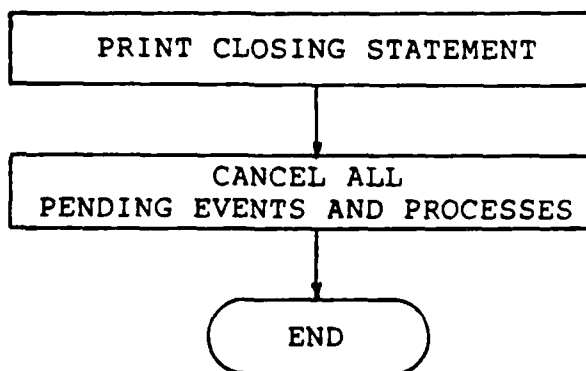 PRINT CLOSING STATEMENT
CANCEL ALL
PENDING EVENTS AND PROCESSES
END